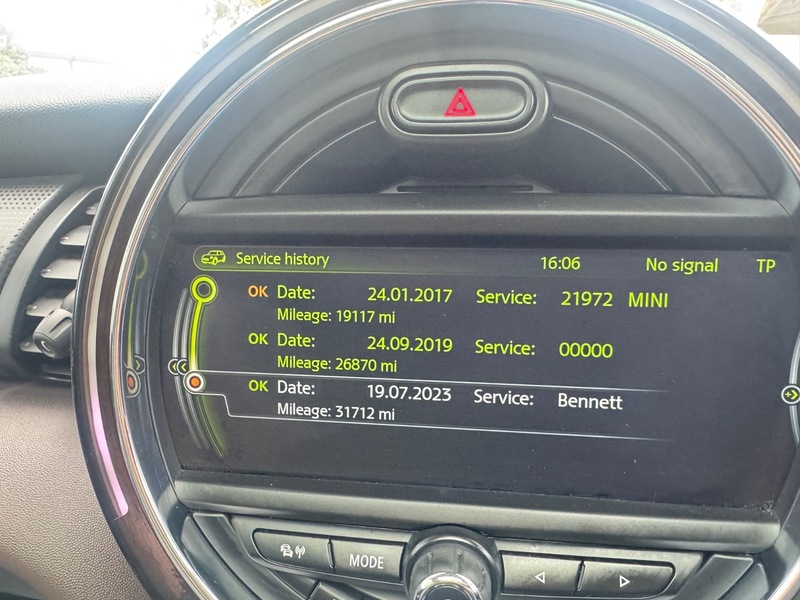 Service history 16:06 No signal TP
OK Date: 24.01.2017 Service: 21972 MINI
Mileage: 19117 mi
OK Date: 24.09.2019 Service: 00000
Mileage: 26870 mi
OK Date: 19.07.2023 Service: Bennett
Mileage: 31712 mi
MODE